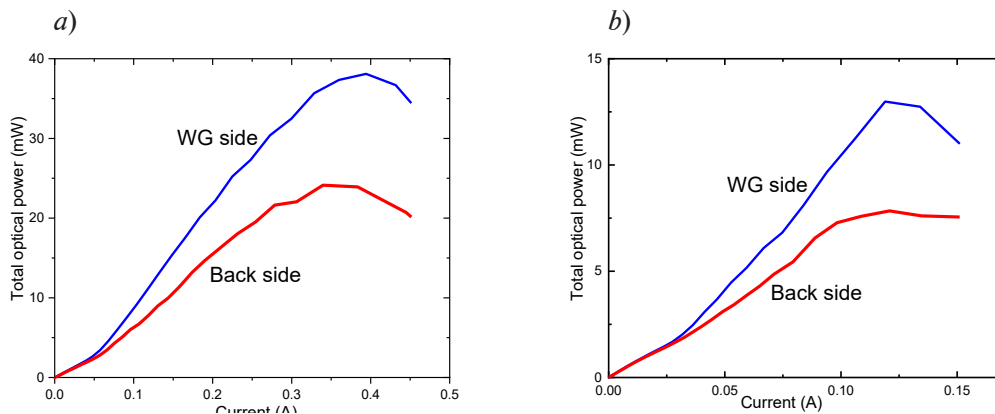 a)
Total optical power (mW)
40
30
20
10
0
WG side
Back side
0.0 0.1 0.2 0.3 0.4 0.5
Current (A)
b)
Total optical power (mW)
15
10
5
0
WG side
Back side
0.00 0.05 0.10 0.15
Current (A)